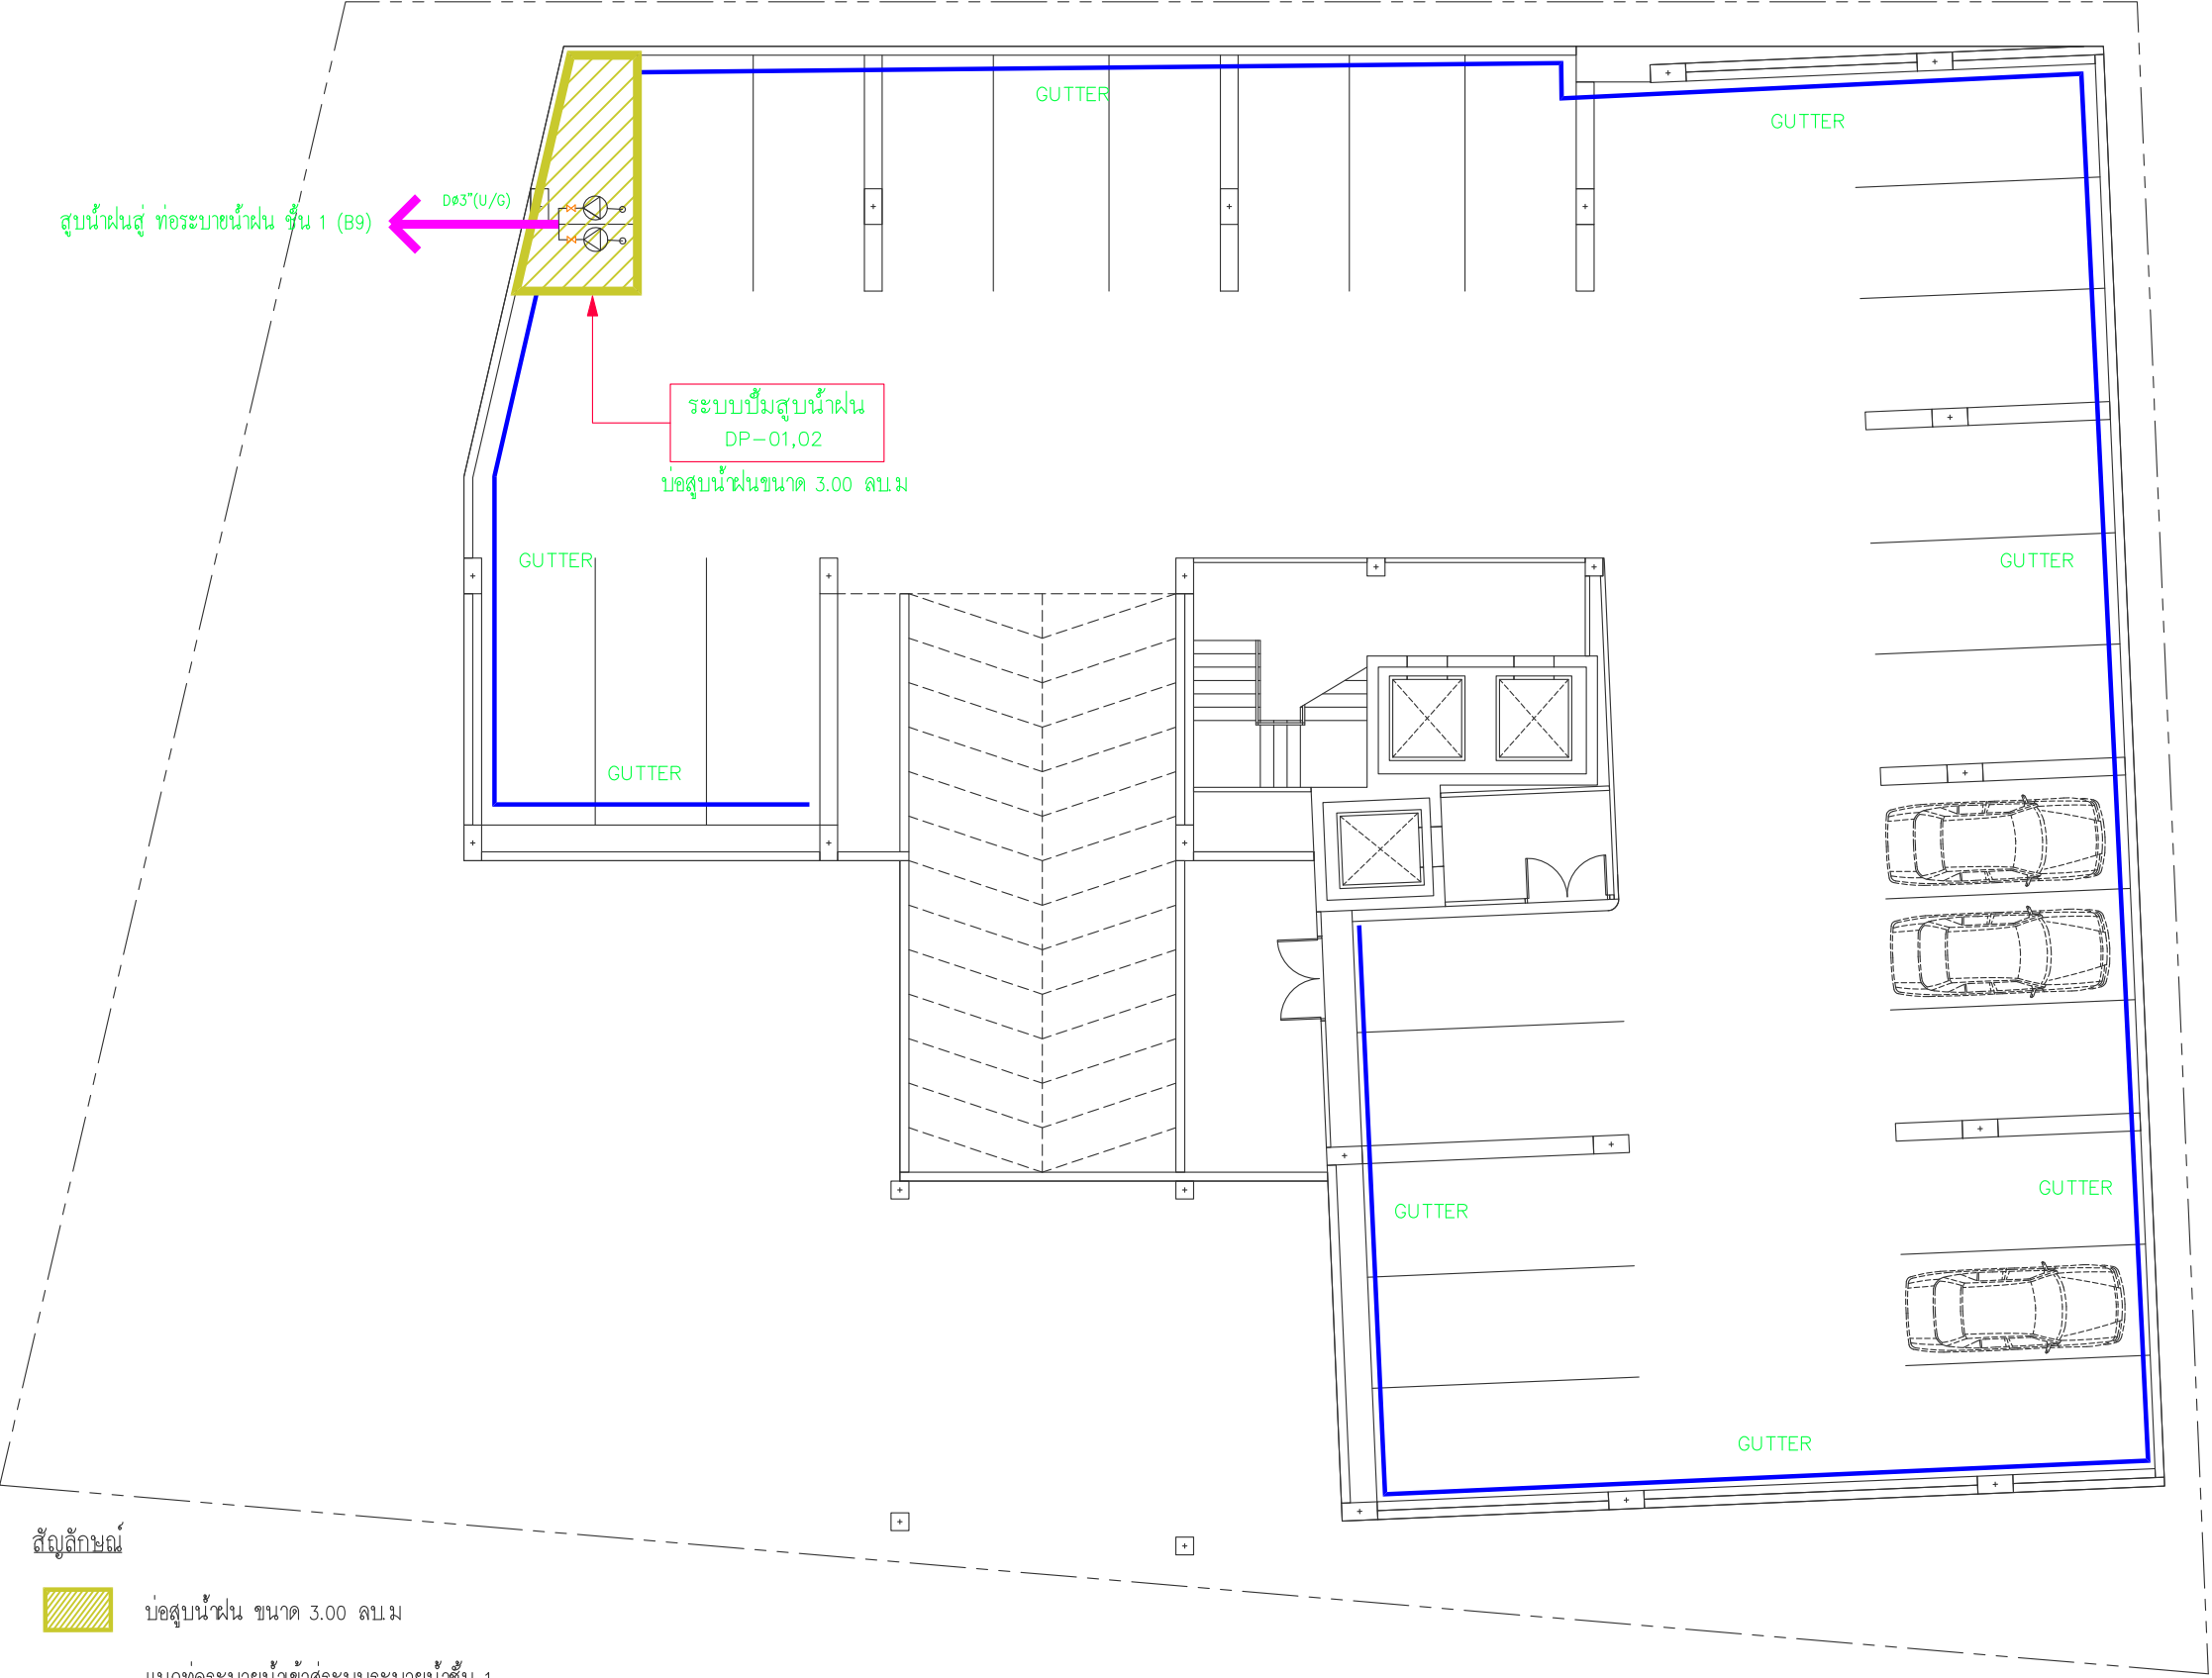 GUTTER
GUTTER
DØ3"(U/G)
สูบน้ำฝนสู่ ท่อระบายน้ำฝน ชั้น 1 (B9)
ระบบปั๊มสูบน้ำฝน
DP-01,02
บ่อสูบน้ำฝนขนาด 3.00 ลบ.ม
GUTTER
GUTTER
GUTTER
GUTTER
GUTTER
GUTTER
สัญลักษณ์
บ่อสูบน้ำฝน ขนาด 3.00 ลบ.ม